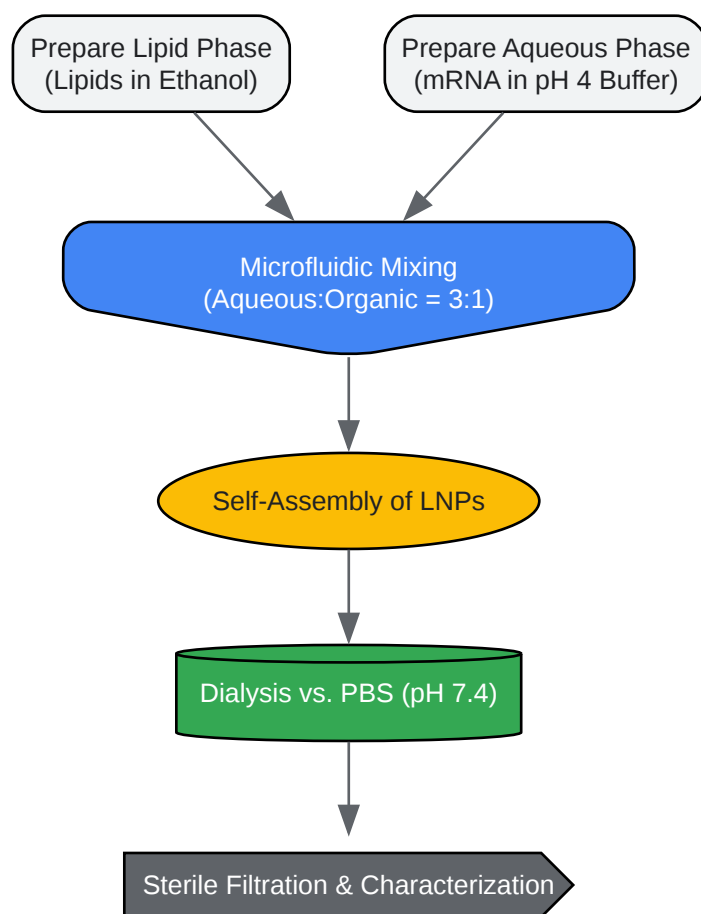 Prepare Lipid Phase
(Lipids in Ethanol)
Prepare Aqueous Phase
(mRNA in pH 4 Buffer)
Microfluidic Mixing
(Aqueous:Organic = 3:1)
Self-Assembly of LNPs
Dialysis vs. PBS (pH 7.4)
Sterile Filtration & Characterization